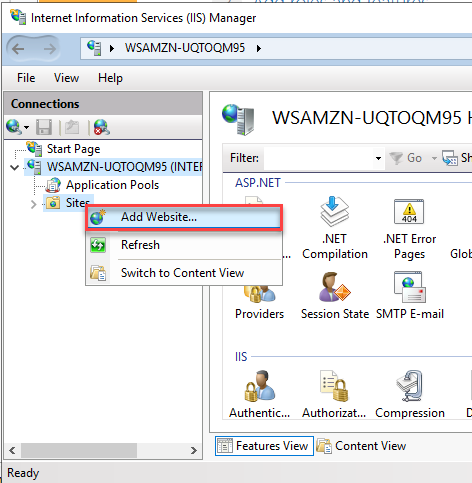 Internet Information Services (IIS) Manager
WSAMZN-UQTOQM95
File View Help
Connections
Start Page
WSAMZN-UQTOQM95 (INTER
Application Pools
Sites
Add Website...
Refresh
Switch to Content View
WSAMZN-UQTOQM95 H
Filter: Go Sh
ASP.NET
.NET Compilation
.NET Error Pages
404
Glob
Providers Session State SMTP E-mail
IIS
Authentic... Authorizat... Compression D
Features View Content View
Ready